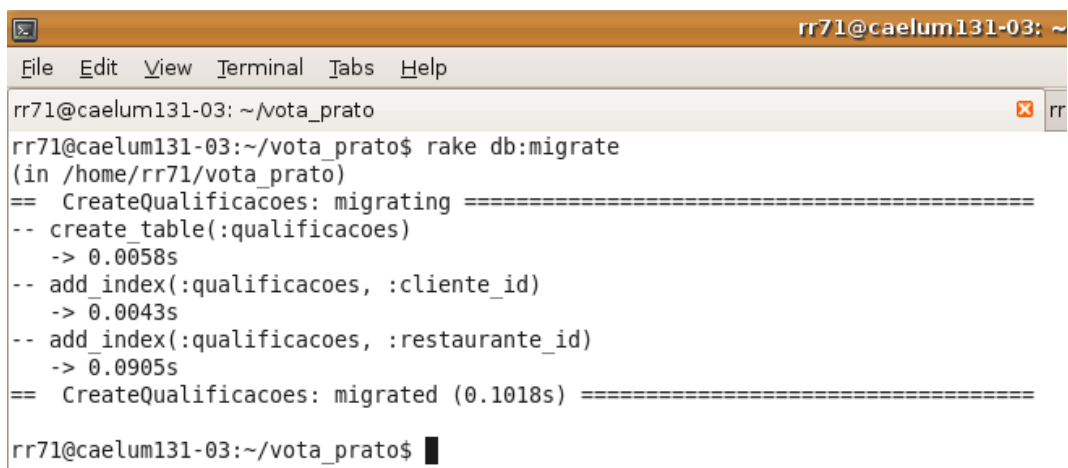 rr71@caelum131-03: ~
File Edit View Terminal Tabs Help
rr71@caelum131-03: ~/vota_prato rr
rr71@caelum131-03:~/vota_prato$ rake db:migrate
(in /home/rr71/vota_prato)
==  CreateQualificacoes: migrating ============================================
-- create_table(:qualificacoes)
   -> 0.0058s
-- add_index(:qualificacoes, :cliente_id)
   -> 0.0043s
-- add_index(:qualificacoes, :restaurante_id)
   -> 0.0905s
==  CreateQualificacoes: migrated (0.1018s) ===================================
rr71@caelum131-03:~/vota_prato$